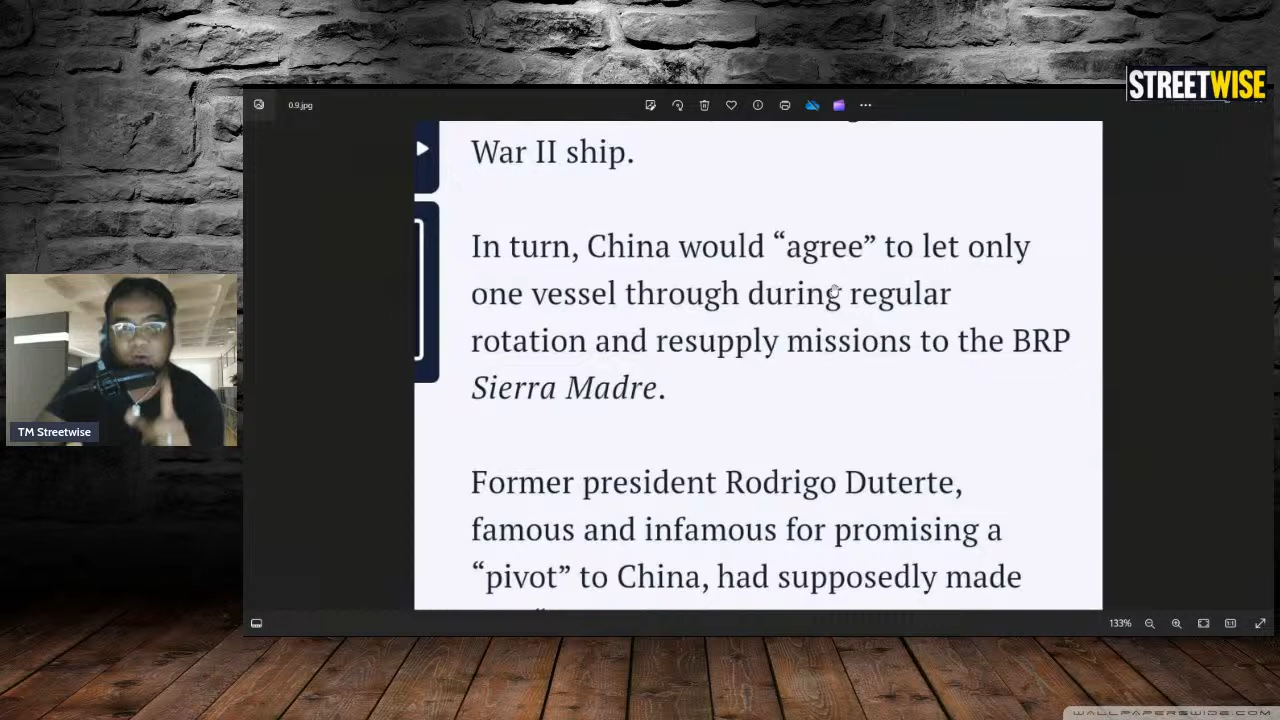 STREETWISE
0.9.jpg
War II ship.
In turn, China would “agree” to let only
one vessel through during regular
rotation and resupply missions to the BRP
Sierra Madre.
Former president Rodrigo Duterte,
famous and infamous for promising a
“pivot” to China, had supposedly made
TM Streetwise
133%
WALLPAPERSWIDE.COM